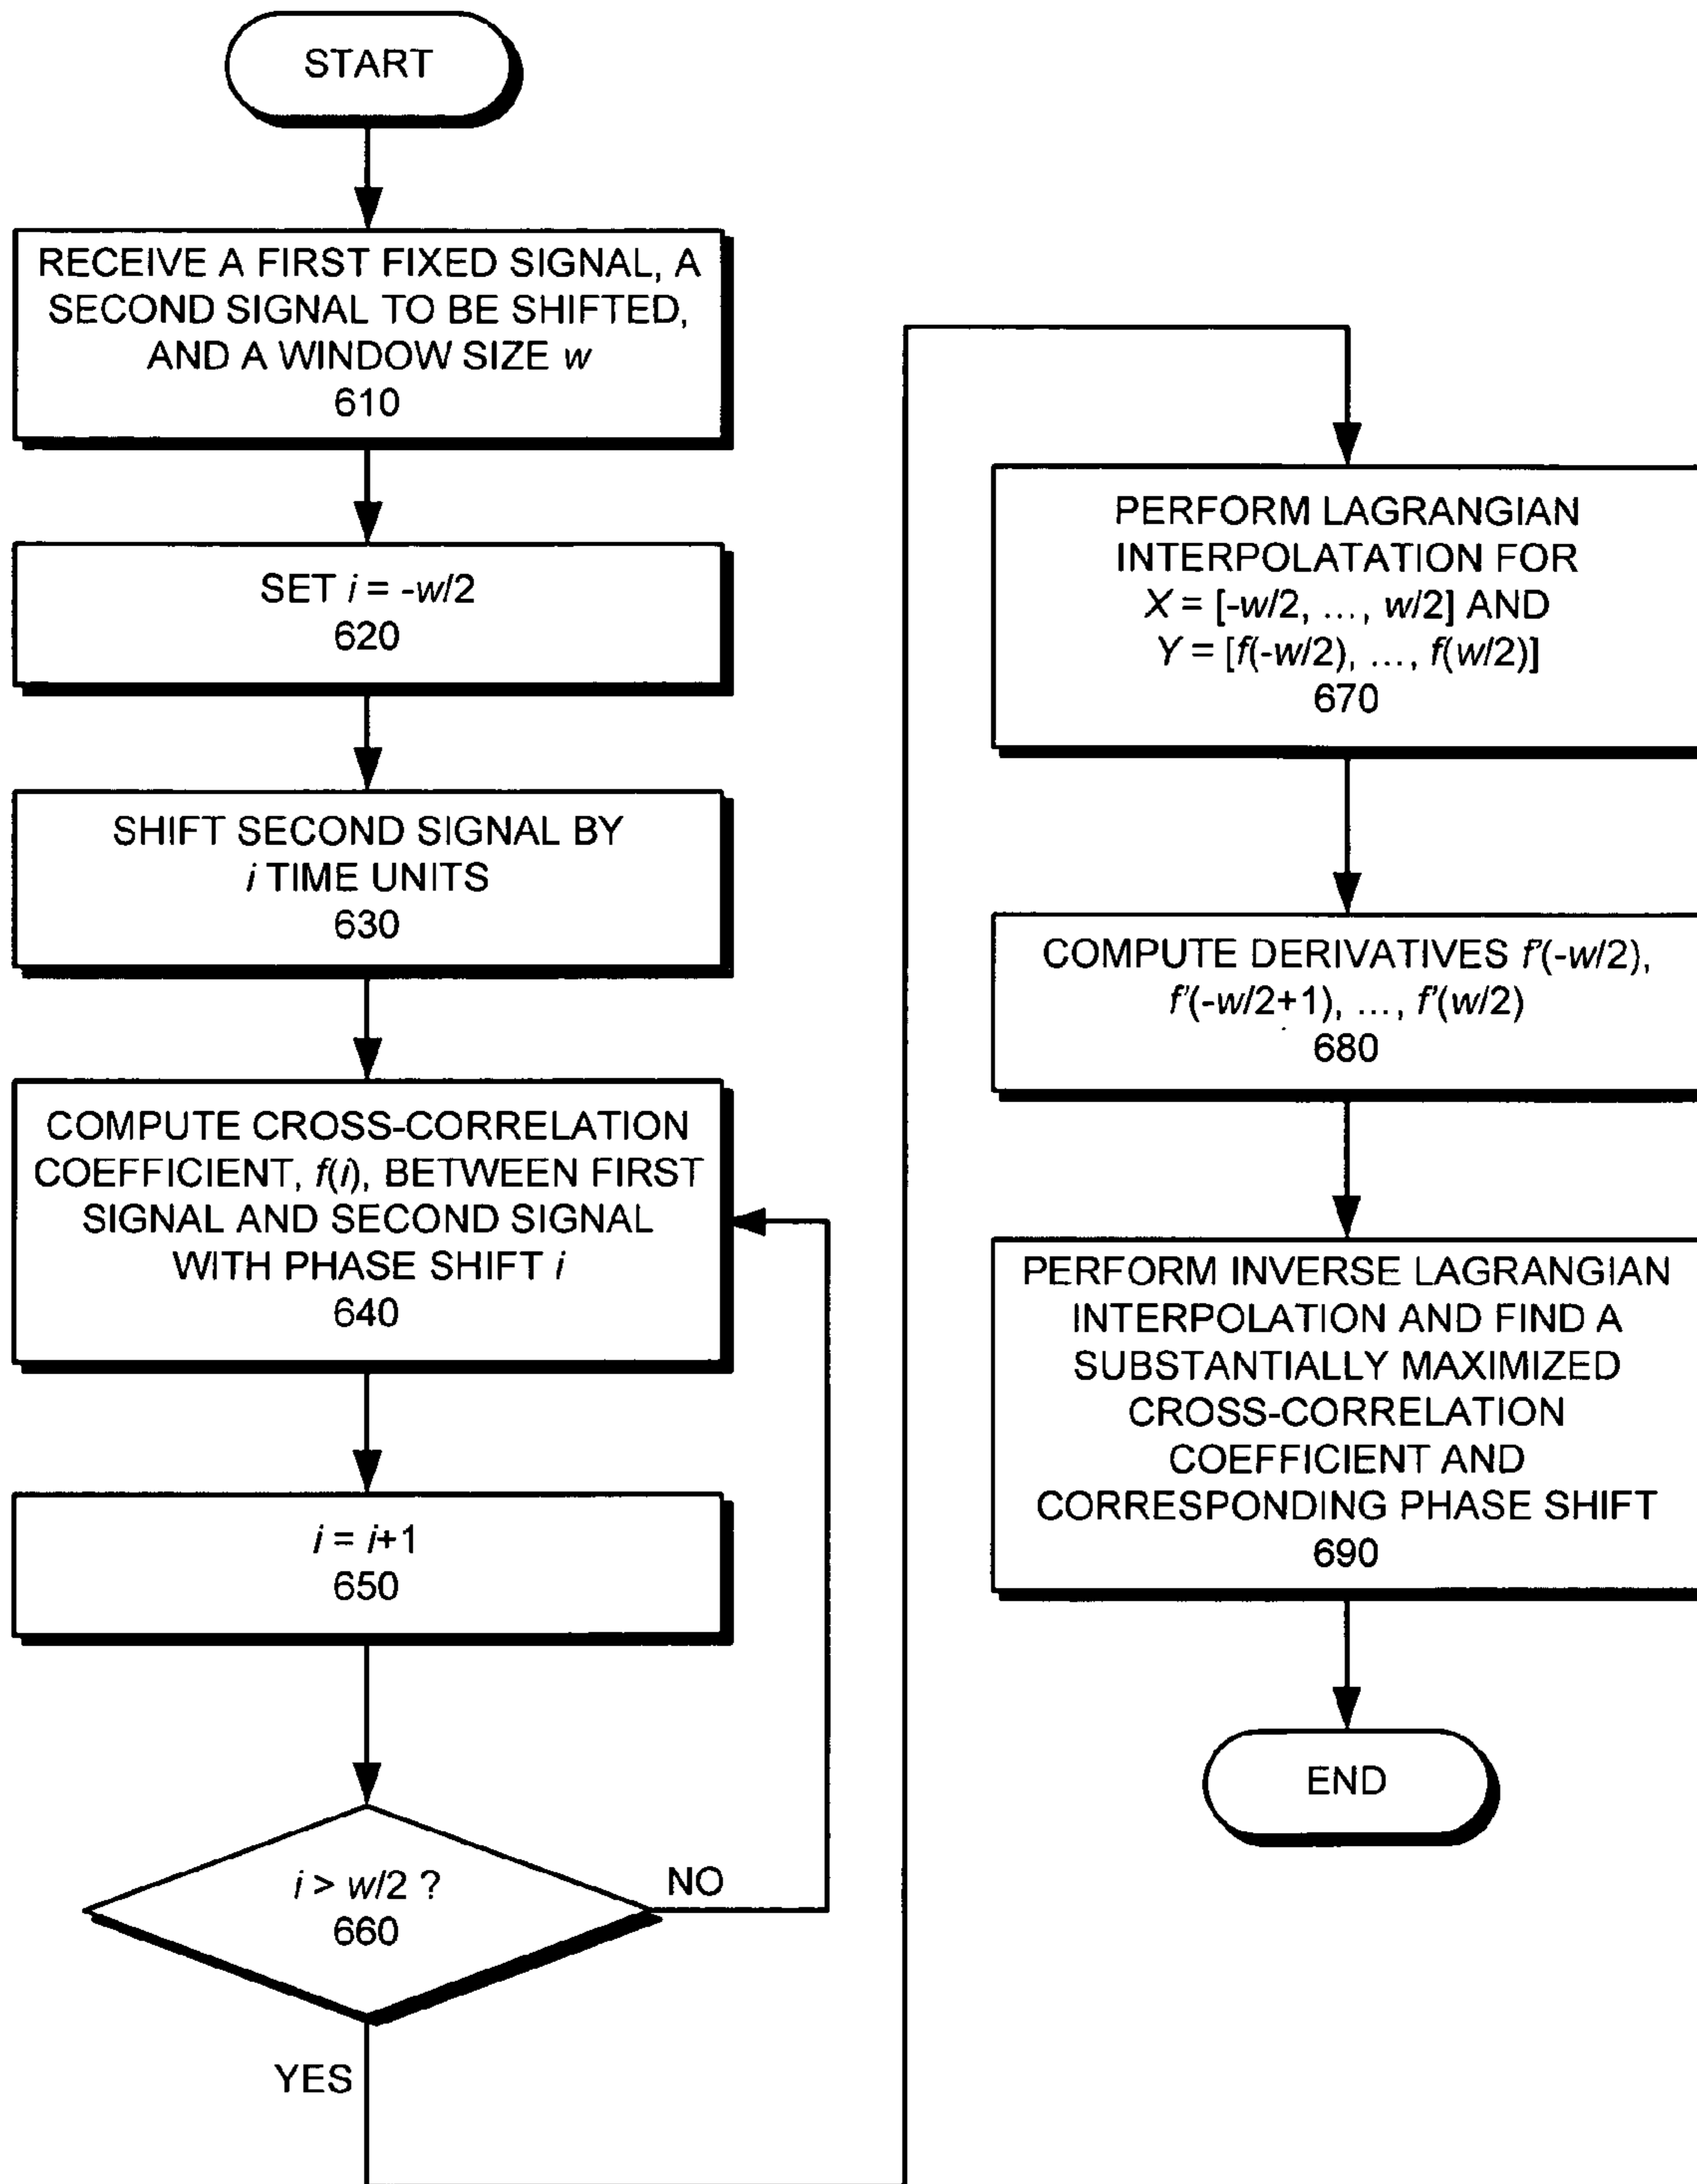 START
RECEIVE A FIRST FIXED SIGNAL, A
SECOND SIGNAL TO BE SHIFTED,
AND A WINDOW SIZE w
610
SET i = -w/2
620
SHIFT SECOND SIGNAL BY
i TIME UNITS
630
COMPUTE CROSS-CORRELATION
COEFFICIENT, f(i), BETWEEN FIRST
SIGNAL AND SECOND SIGNAL
WITH PHASE SHIFT i
640
i = i+1
650
i > w/2 ?
660
NO
YES
PERFORM LAGRANGIAN
INTERPOLATATION FOR
X = [-w/2, ..., w/2] AND
Y = [f(-w/2), ..., f(w/2)]
670
COMPUTE DERIVATIVES f'(-w/2),
f'(-w/2+1), ..., f'(w/2)
680
PERFORM INVERSE LAGRANGIAN
INTERPOLATION AND FIND A
SUBSTANTIALLY MAXIMIZED
CROSS-CORRELATION
COEFFICIENT AND
CORRESPONDING PHASE SHIFT
690
END